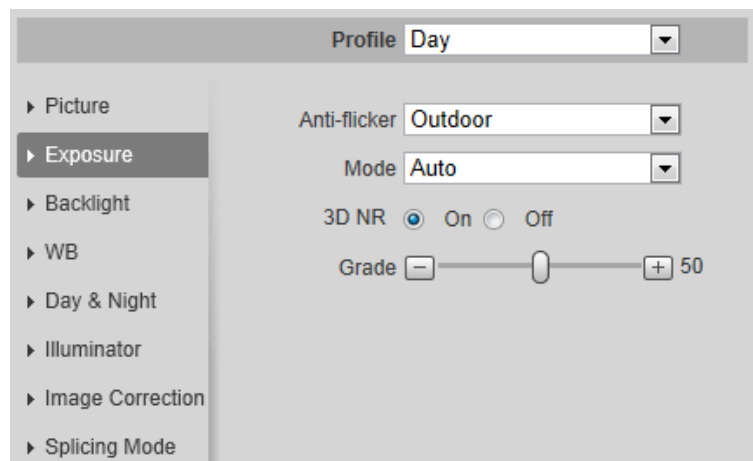 Profile Day
Picture
Exposure
Backlight
WB
Day & Night
Illuminator
Image Correction
Splicing Mode
Anti-flicker Outdoor
Mode Auto
3D NR On Off
Grade 50